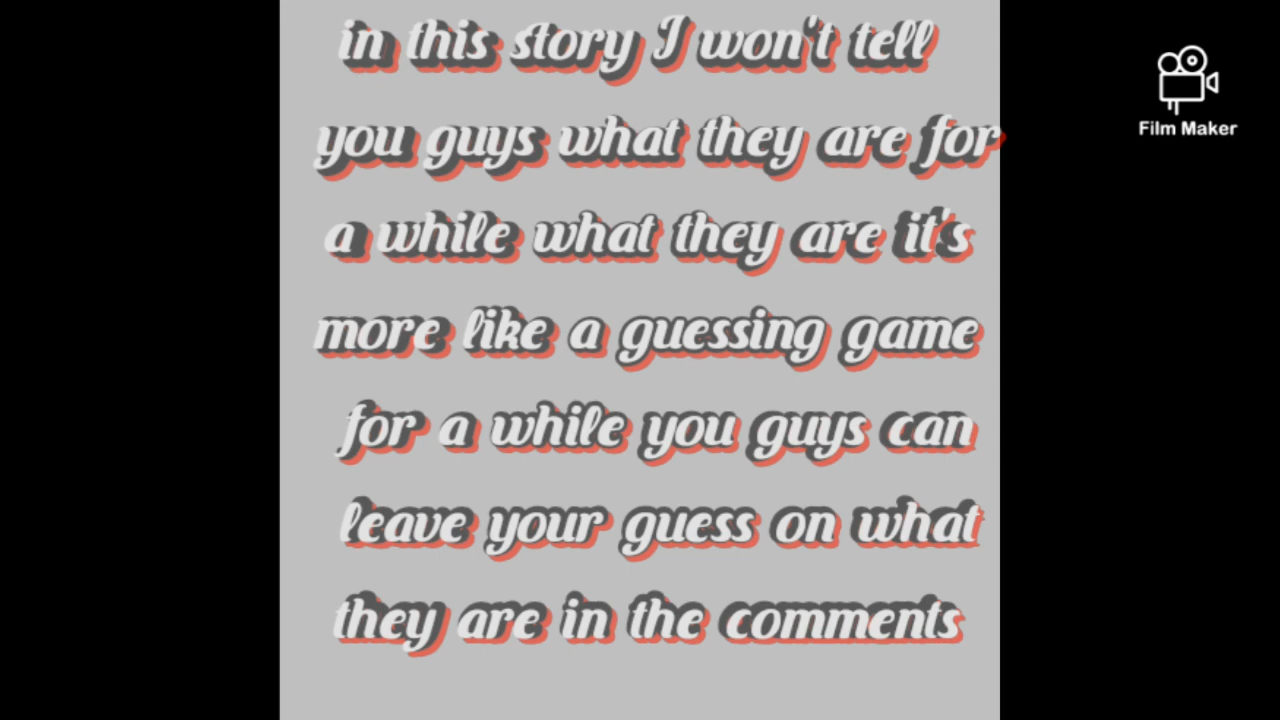 in this story I won't tell
you guys what they are for
a while what they are it's
more like a guessing game
for a while you guys can
leave your guess on what
they are in the comments
Film Maker